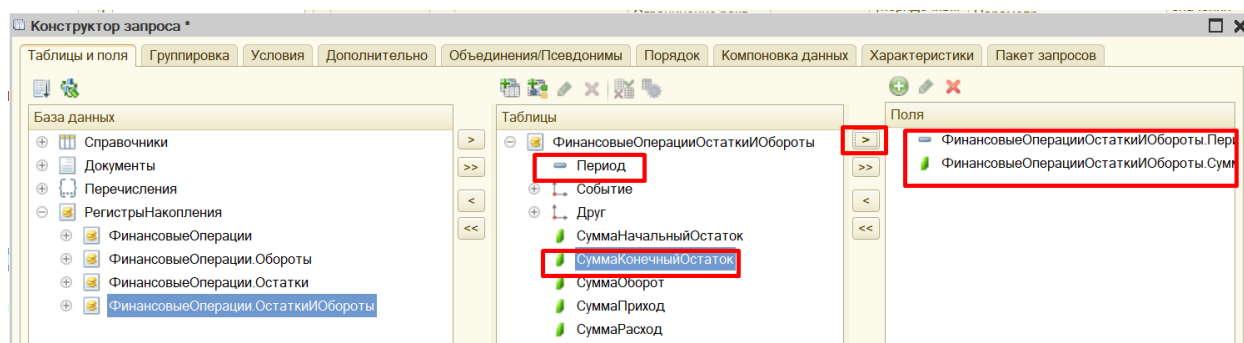 Конструктор запроса *
Таблицы и поля Группировка Условия Дополнительно Объединения/Псевдонимы Порядок Компоновка данных Характеристики Пакет запросов
База данных
Справочники
Документы
Перечисления
РегистрыНакопления
ФинансовыеОперации
ФинансовыеОперации.Обороты
ФинансовыеОперации.Остатки
ФинансовыеОперации.ОстаткиИОбороты
>
>>
<
<<
Таблицы
ФинансовыеОперацииОстаткиИОбороты
Период
Событие
Друг
СуммаНачальныйОстаток
СуммаКонечныйОстаток
СуммаОборот
СуммаПриход
СуммаРасход
>
>>
<
<<
Поля
ФинансовыеОперацииОстаткиИОбороты.Пери
ФинансовыеОперацииОстаткиИОбороты.Сумм